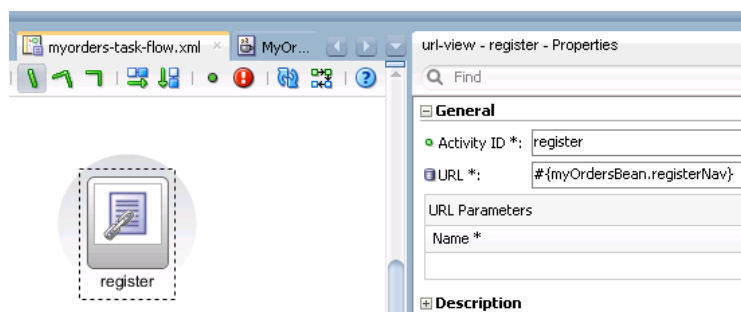 myorders-task-flow.xml
MyOr...
register
url-view - register - Properties
Find
General
Activity ID *:
register
URL *:
#{myOrdersBean.registerNav}
URL Parameters
Name *
Description